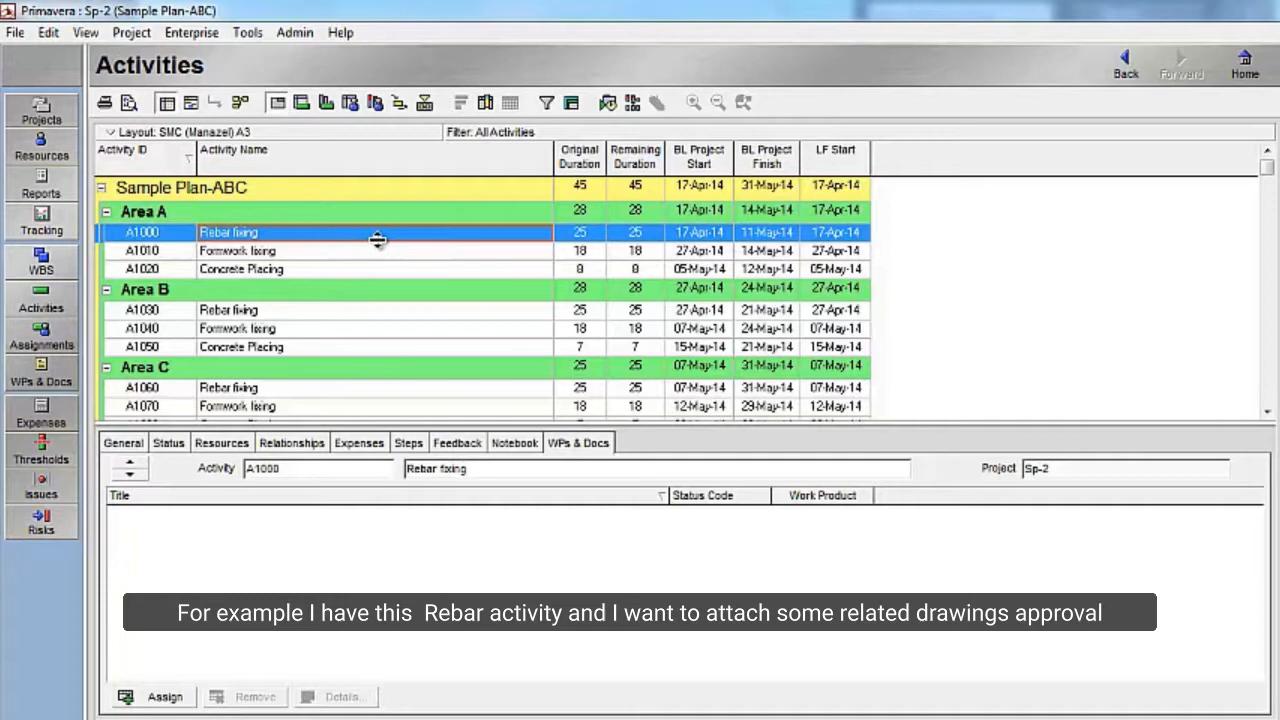 Primavera : Sp-2 (Sample Plan-ABC)
File Edit View Project Enterprise Tools Admin Help
Activities
Back Forward Home
Projects
Resources
Reports
Tracking
WBS
Activities
Assignments
WPs & Docs
Expenses
Thresholds
Issues
Risks
Layout: SMC (Manazel) A3 Filter: All Activities
Activity ID Activity Name Original Duration Remaining Duration BL Project Start BL Project Finish LF Start
Sample Plan-ABC 45 45 17-Apr-14 31-May-14 17-Apr-14
Area A 28 28 17-Apr-14 14-May-14 17-Apr-14
A1000 Rebar fixing 25 25 17-Apr-14 11-May-14 17-Apr-14
A1010 Formwork fixing 18 18 27-Apr-14 14-May-14 27-Apr-14
A1020 Concrete Placing 8 8 05-May-14 12-May-14 05-May-14
Area B 28 28 27-Apr-14 24-May-14 27-Apr-14
A1030 Rebar fixing 25 25 27-Apr-14 21-May-14 27-Apr-14
A1040 Formwork fixing 18 18 07-May-14 24-May-14 07-May-14
A1050 Concrete Placing 7 7 15-May-14 21-May-14 15-May-14
Area C 25 25 07-May-14 31-May-14 07-May-14
A1060 Rebar fixing 25 25 07-May-14 31-May-14 07-May-14
A1070 Formwork fixing 18 18 12-May-14 29-May-14 12-May-14
General Status Resources Relationships Expenses Steps Feedback Notebook WPs & Docs
Activity A1000 Rebar fixing Project Sp-2
Title Status Code Work Product
For example I have this Rebar activity and I want to attach some related drawings approval
Assign Remove Details...